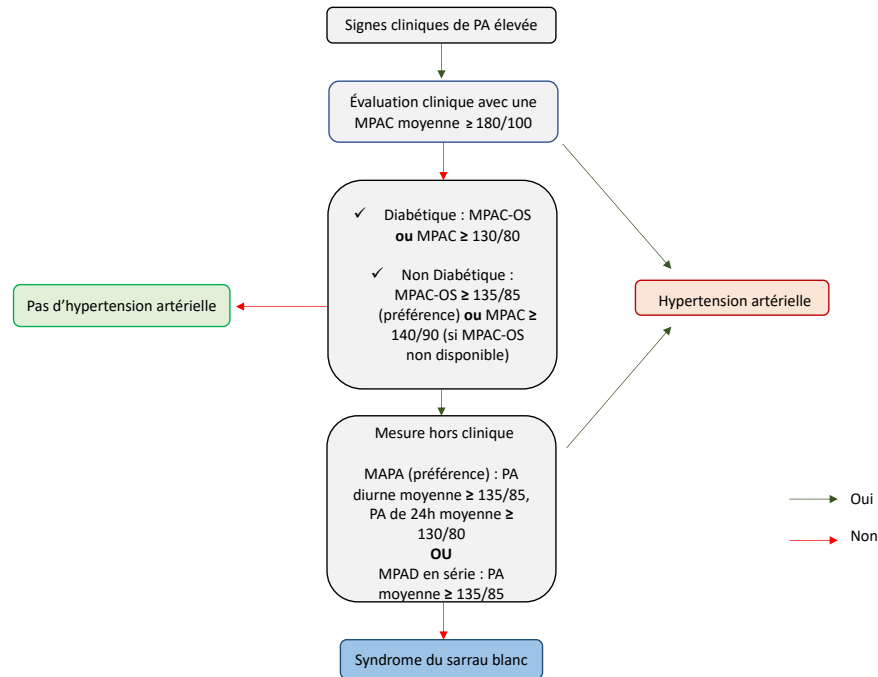 Signes cliniques de PA élevée
Évaluation clinique avec une
MPAC moyenne ≥ 180/100
✓ Diabétique : MPAC-OS
ou MPAC ≥ 130/80
✓ Non Diabétique :
MPAC-OS ≥ 135/85
(préférence) ou MPAC ≥
140/90 (si MPAC-OS
non disponible)
Pas d’hypertension artérielle
Hypertension artérielle
Mesure hors clinique
MAPA (préférence) : PA
diurne moyenne ≥ 135/85,
PA de 24h moyenne ≥
130/80
OU
MPAD en série : PA
moyenne ≥ 135/85
Oui
Non
Syndrome du sarrau blanc